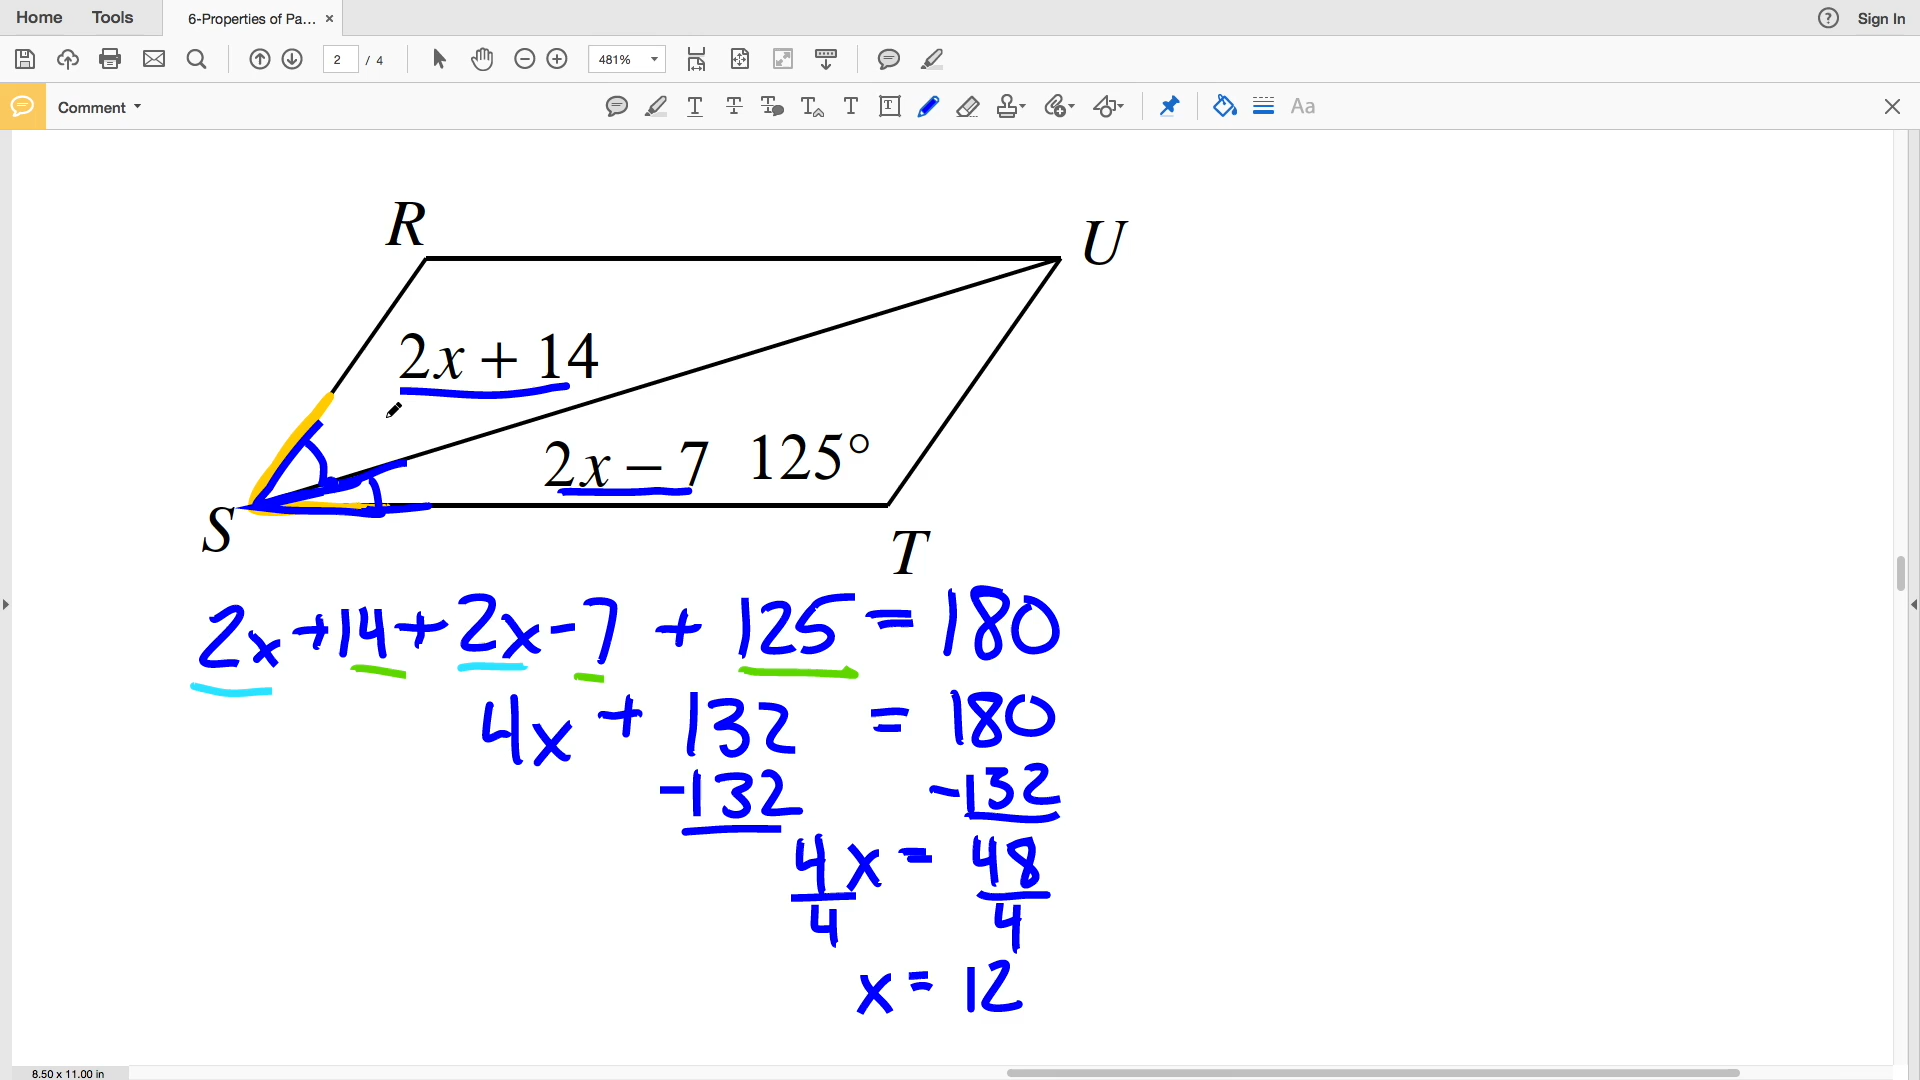 Home Tools 6-Properties of Pa... × ? Sign In
2 / 4 481%
Comment T T T T T T Aa
R
U
2x + 14
2x − 7 125°
S
T
2x+14+2x-7 + 125 = 180
4x + 132 = 180
-132 -132
4x = 48
4 4
x = 12
8.50 x 11.00 in